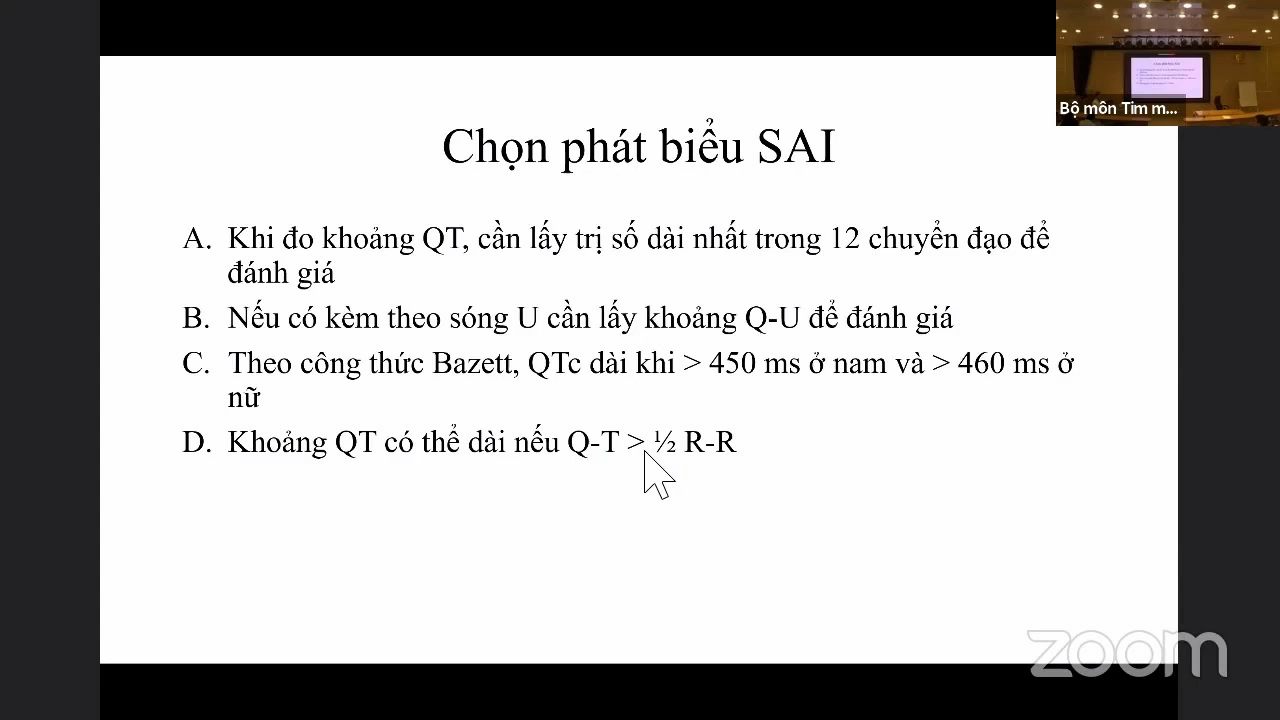 Bộ môn Tim m...
Chọn phát biểu SAI
A. Khi đo khoảng QT, cần lấy trị số dài nhất trong 12 chuyển đạo để
đánh giá
B. Nếu có kèm theo sóng U cần lấy khoảng Q-U để đánh giá
C. Theo công thức Bazett, QTc dài khi > 450 ms ở nam và > 460 ms ở
nữ
D. Khoảng QT có thể dài nếu Q-T > ½ R-R
zoom